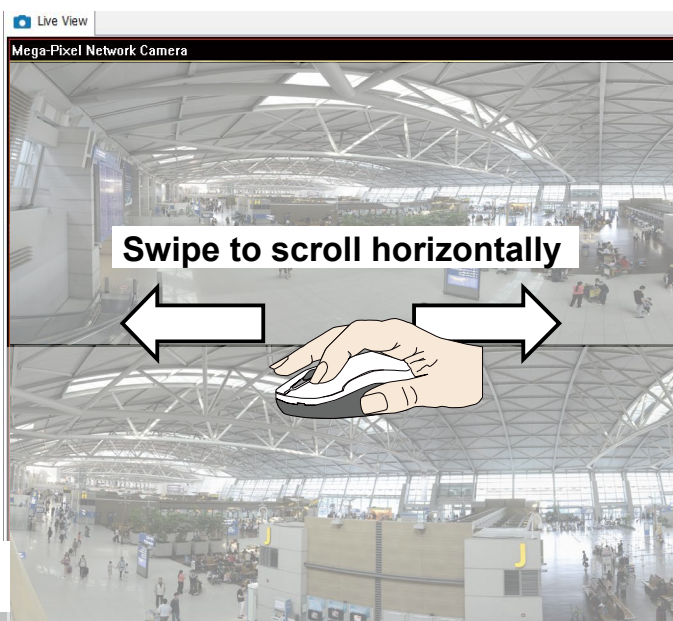 Live View
Mega-Pixel Network Camera
Swipe to scroll horizontally
J
J